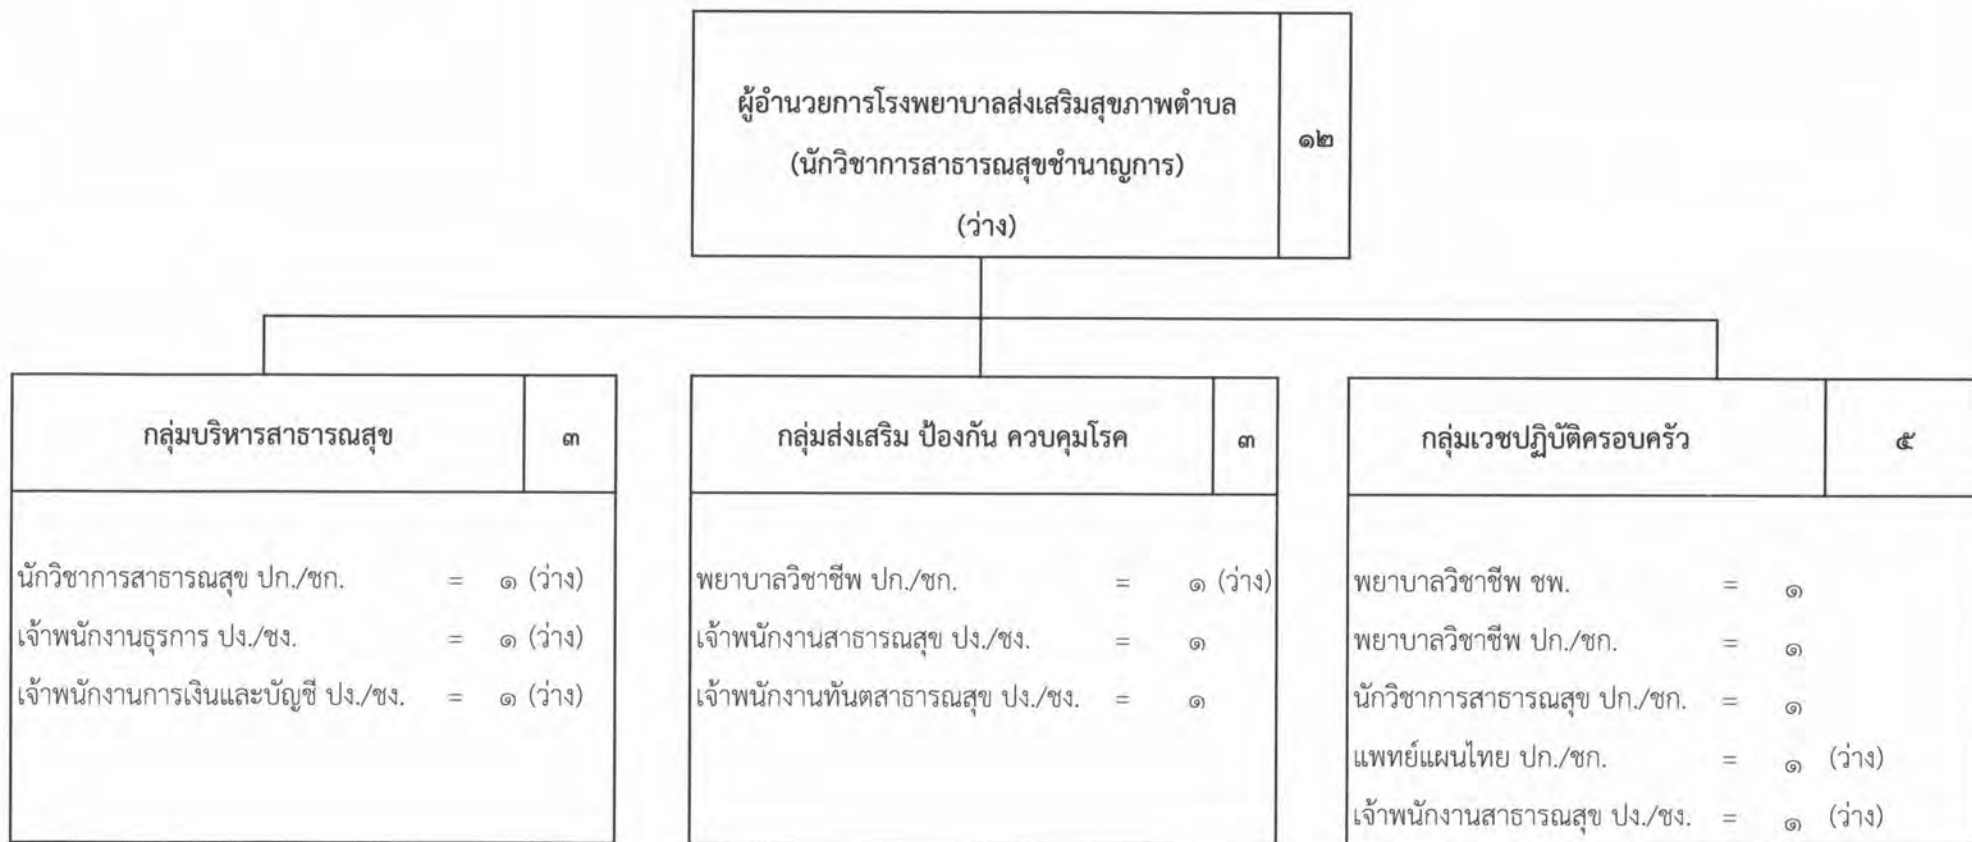 ผู้อำนวยการโรงพยาบาลส่งเสริมสุขภาพตำบล
(นักวิชาการสาธารณสุขชำนาญการ)
(ว่าง)
๑๒
กลุ่มบริหารสาธารณสุข ๓
นักวิชาการสาธารณสุข ปก./ชก. = ๑ (ว่าง)
เจ้าพนักงานธุรการ ปง./ชง. = ๑ (ว่าง)
เจ้าพนักงานการเงินและบัญชี ปง./ชง. = ๑ (ว่าง)
กลุ่มส่งเสริม ป้องกัน ควบคุมโรค ๓
พยาบาลวิชาชีพ ปก./ชก. = ๑ (ว่าง)
เจ้าพนักงานสาธารณสุข ปง./ชง. = ๑
เจ้าพนักงานทันตสาธารณสุข ปง./ชง. = ๑
กลุ่มเวชปฏิบัติครอบครัว ๕
พยาบาลวิชาชีพ ชพ. = ๑
พยาบาลวิชาชีพ ปก./ชก. = ๑
นักวิชาการสาธารณสุข ปก./ชก. = ๑
แพทย์แผนไทย ปก./ชก. = ๑ (ว่าง)
เจ้าพนักงานสาธารณสุข ปง./ชง. = ๑ (ว่าง)